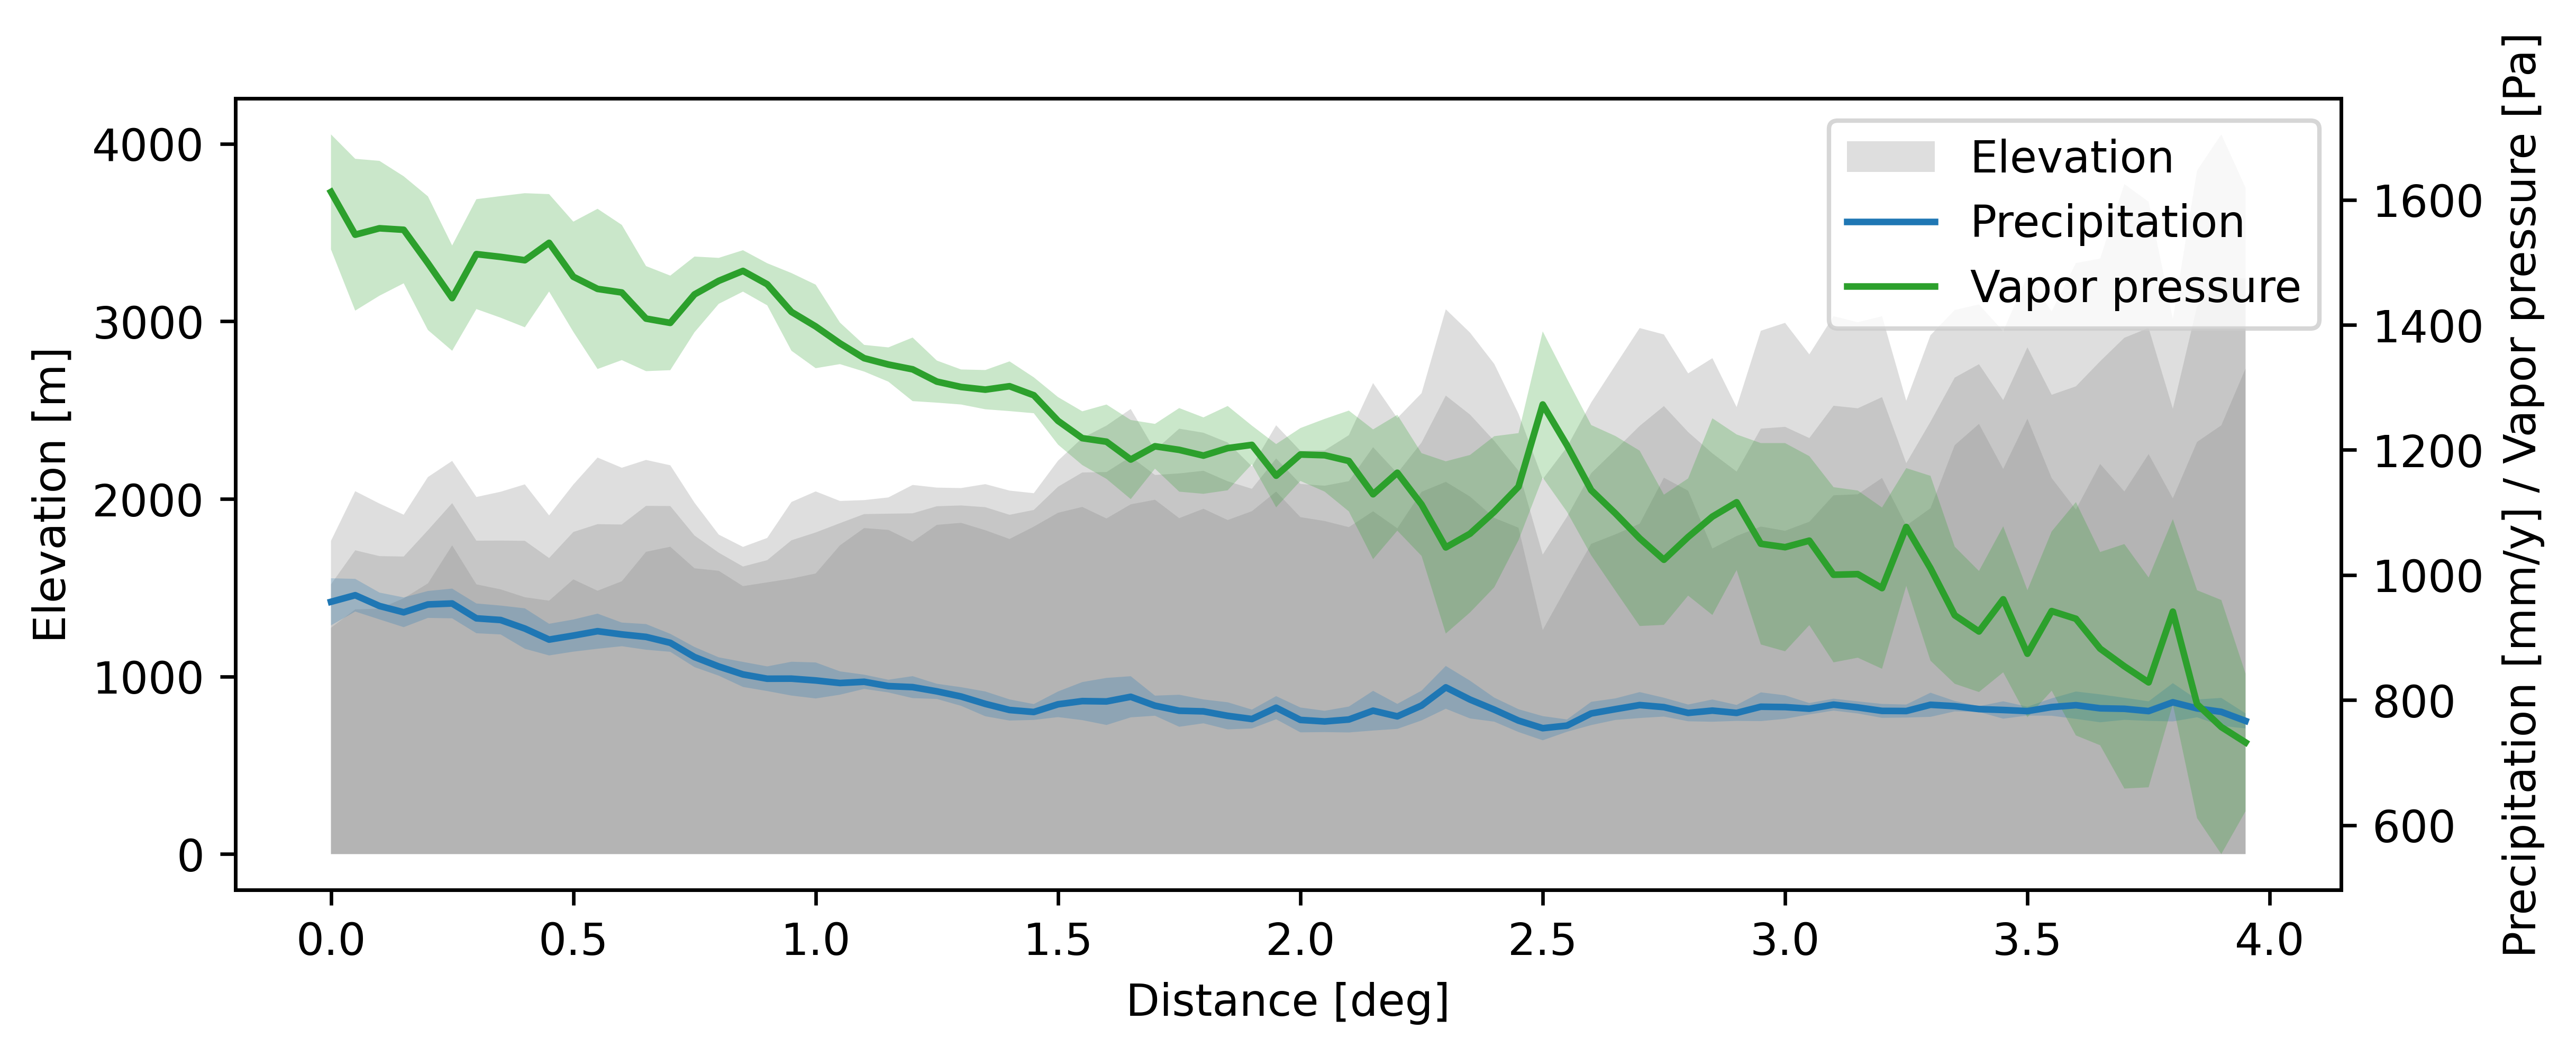 Elevation [m]
4000
3000
2000
1000
0
Elevation
Precipitation
Vapor pressure
1600
1400
1200
1000
800
600
Precipitation [mm/y] / Vapor pressure [Pa]
0.0 0.5 1.0 1.5 2.0 2.5 3.0 3.5 4.0
Distance [deg]